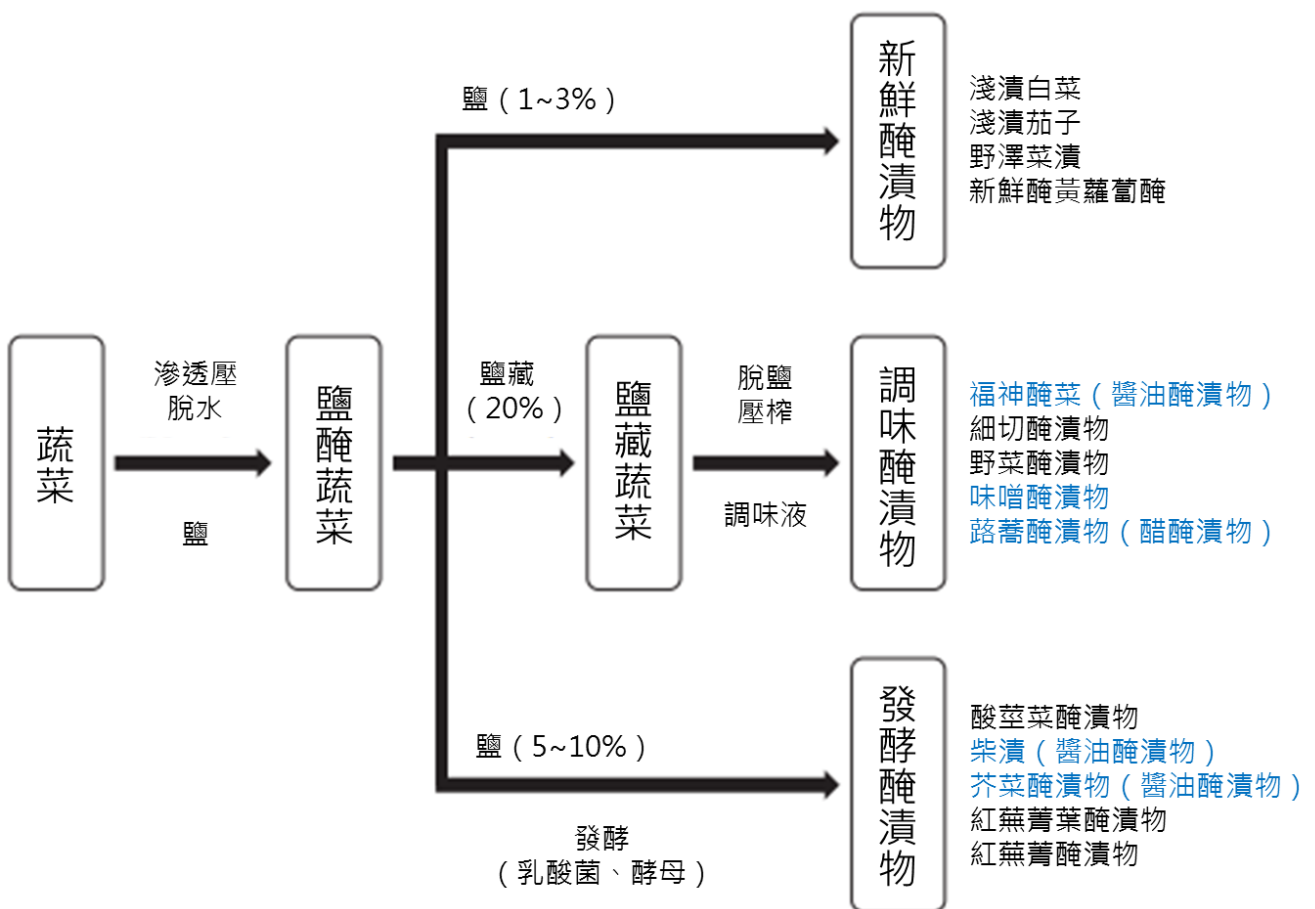 蔬菜
滲透壓
脫水
鹽
鹽醃蔬菜
鹽（1~3%）
新鮮醃漬物
淺漬白菜
淺漬茄子
野澤菜漬
新鮮醃黃蘿蔔醃
鹽藏
（20%）
鹽藏蔬菜
脫鹽
壓榨
調味液
調味醃漬物
福神醃菜（醬油醃漬物）
細切醃漬物
野菜醃漬物
味噌醃漬物
蕗蕎醃漬物（醋醃漬物）
鹽（5~10%）
發酵
（乳酸菌、酵母）
發酵醃漬物
酸莖菜醃漬物
柴漬（醬油醃漬物）
芥菜醃漬物（醬油醃漬物）
紅蕪菁葉醃漬物
紅蕪菁醃漬物